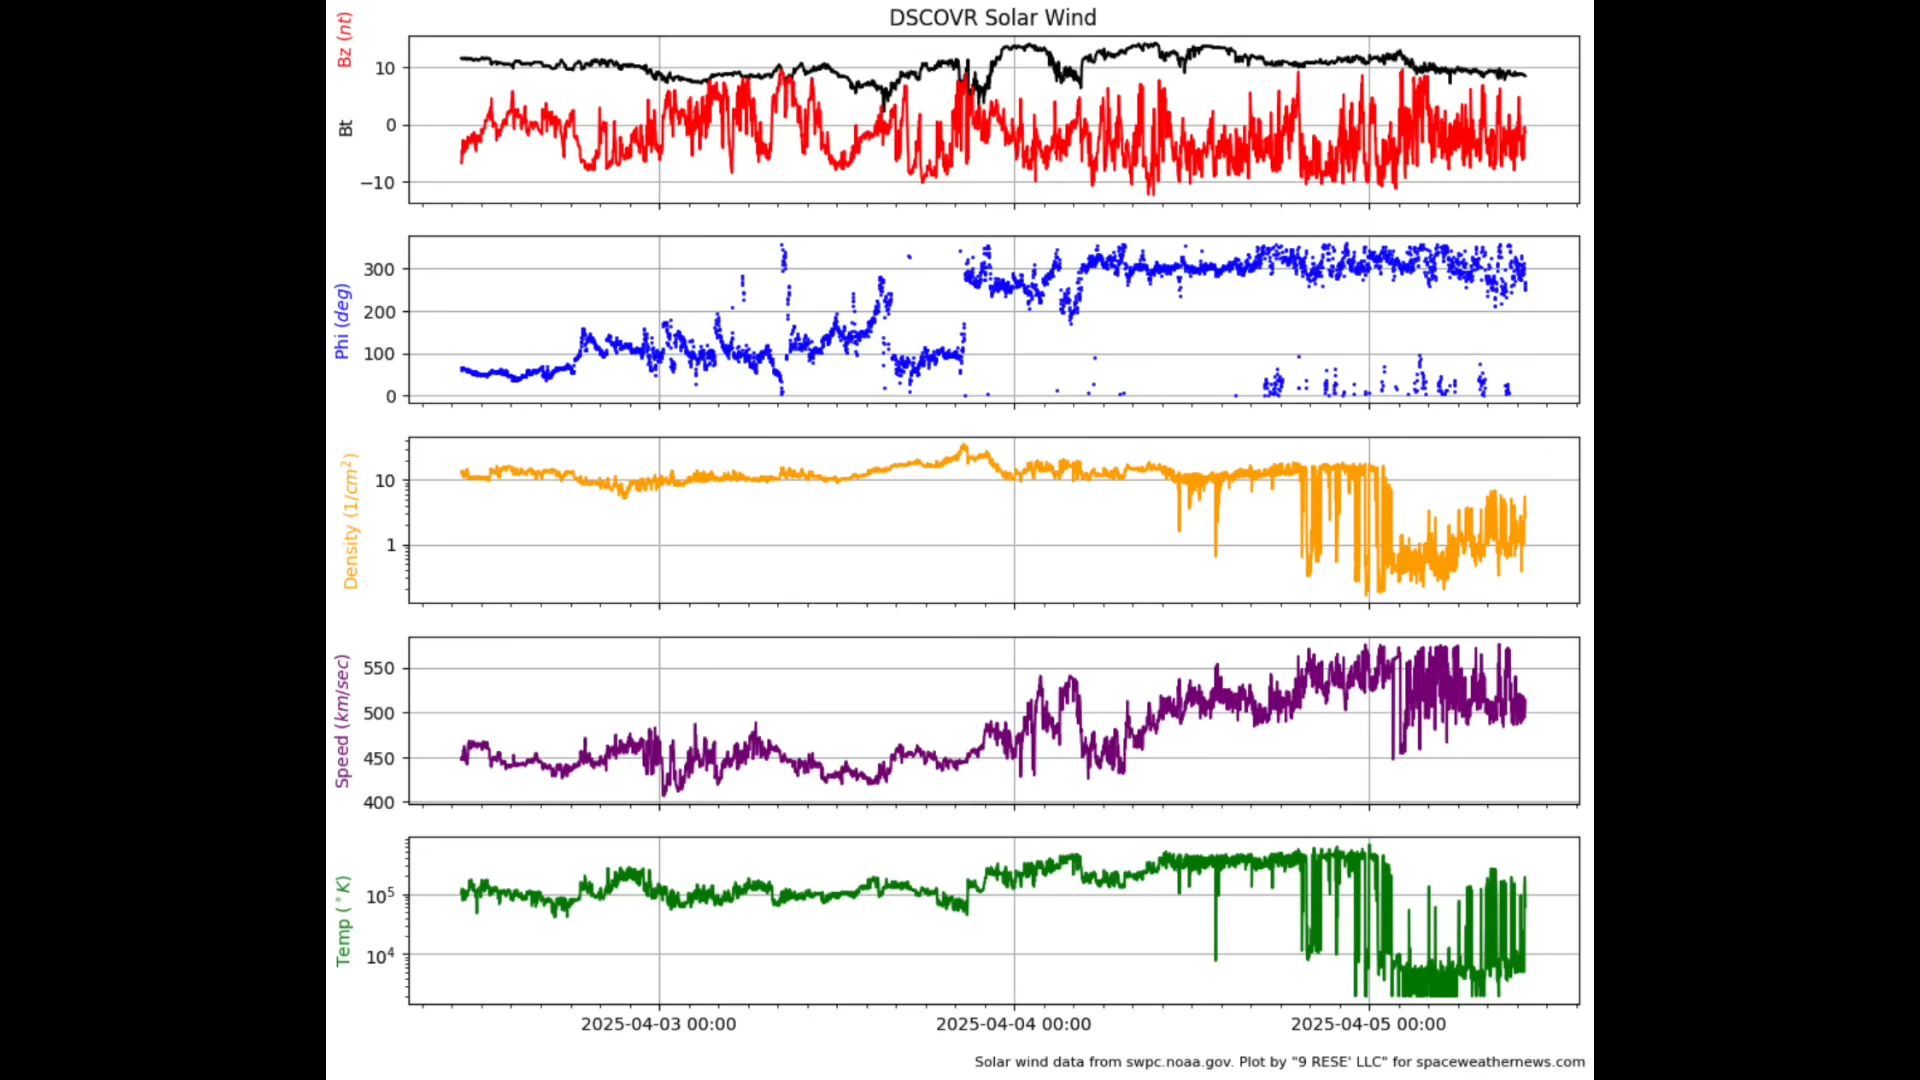 DSCOVR Solar Wind
Bz (nt)
Bt
10
0
−10
Phi (deg)
300
200
100
0
Density (1/cm²)
10
1
Speed (km/sec)
550
500
450
400
Temp (°K)
10⁵
10⁴
2025-04-03 00:00 2025-04-04 00:00 2025-04-05 00:00
Solar wind data from swpc.noaa.gov. Plot by "9 RESE' LLC" for spaceweathernews.com